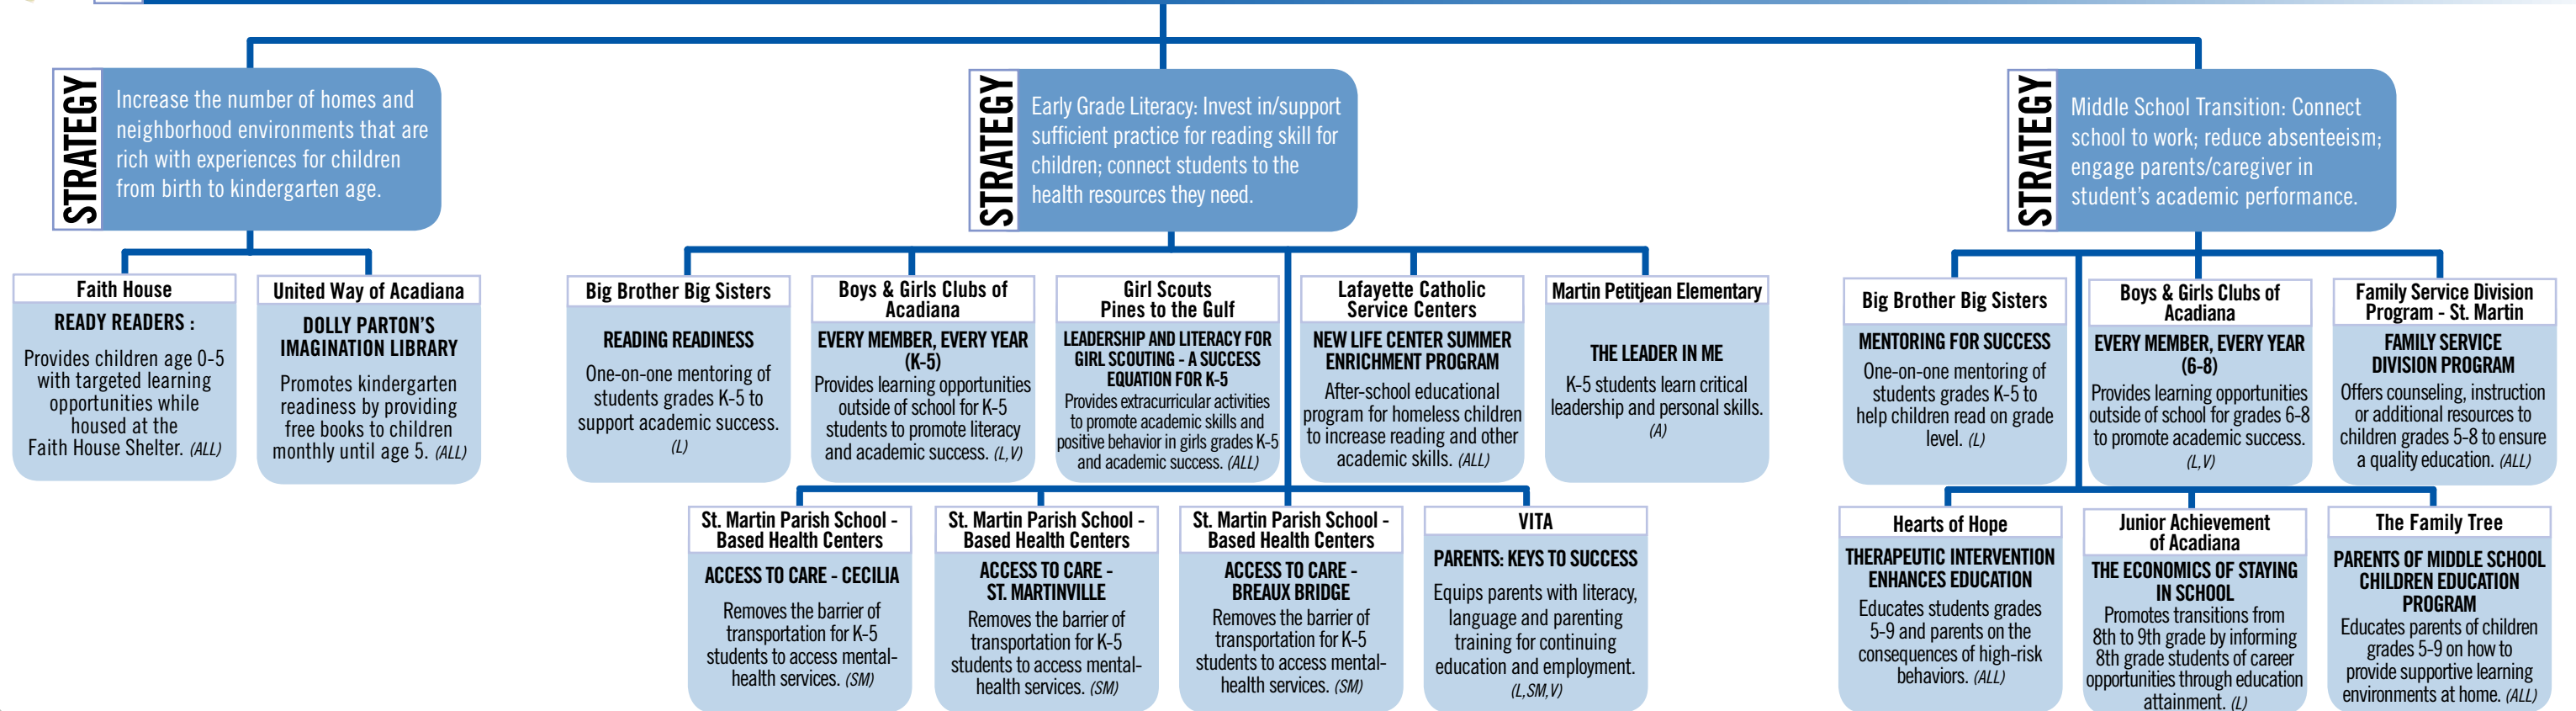 STRATEGY
Increase the number of homes and
neighborhood environments that are
rich with experiences for children
from birth to kindergarten age.
STRATEGY
Early Grade Literacy: Invest in/support
sufficient practice for reading skill for
children; connect students to the
health resources they need.
STRATEGY
Middle School Transition: Connect
school to work; reduce absenteeism;
engage parents/caregiver in
student's academic performance.
Faith House
READY READERS :
Provides children age 0-5
with targeted learning
opportunities while
housed at the
Faith House Shelter. (ALL)
United Way of Acadiana
DOLLY PARTON'S
IMAGINATION LIBRARY
Promotes kindergarten
readiness by providing
free books to children
monthly until age 5. (ALL)
Big Brother Big Sisters
READING READINESS
One-on-one mentoring of
students grades K-5 to
support academic success.
(L)
Boys & Girls Clubs of
Acadiana
EVERY MEMBER, EVERY YEAR
(K-5)
Provides learning opportunities
outside of school for K-5
students to promote literacy
and academic success. (L,V)
Girl Scouts
Pines to the Gulf
LEADERSHIP AND LITERACY FOR
GIRL SCOUTING - A SUCCESS
EQUATION FOR K-5
Provides extracurricular activities
to promote academic skills and
positive behavior in girls grades K-5
and academic success. (ALL)
Lafayette Catholic
Service Centers
NEW LIFE CENTER SUMMER
ENRICHMENT PROGRAM
After-school educational
program for homeless children
to increase reading and other
academic skills. (ALL)
Martin Petitjean Elementary
THE LEADER IN ME
K-5 students learn critical
leadership and personal skills.
(A)
Big Brother Big Sisters
MENTORING FOR SUCCESS
One-on-one mentoring of
students grades K-5 to
help children read on grade
level. (L)
Boys & Girls Clubs of
Acadiana
EVERY MEMBER, EVERY YEAR
(6-8)
Provides learning opportunities
outside of school for grades 6-8
to promote academic success.
(L,V)
Family Service Division
Program - St. Martin
FAMILY SERVICE
DIVISION PROGRAM
Offers counseling, instruction
or additional resources to
children grades 5-8 to ensure
a quality education. (ALL)
St. Martin Parish School -
Based Health Centers
ACCESS TO CARE - CECILIA
Removes the barrier of
transportation for K-5
students to access mental-
health services. (SM)
St. Martin Parish School -
Based Health Centers
ACCESS TO CARE -
ST. MARTINVILLE
Removes the barrier of
transportation for K-5
students to access mental-
health services. (SM)
St. Martin Parish School -
Based Health Centers
ACCESS TO CARE -
BREAUX BRIDGE
Removes the barrier of
transportation for K-5
students to access mental-
health services. (SM)
VITA
PARENTS: KEYS TO SUCCESS
Equips parents with literacy,
language and parenting
training for continuing
education and employment.
(L,SM,V)
Hearts of Hope
THERAPEUTIC INTERVENTION
ENHANCES EDUCATION
Educates students grades
5-9 and parents on the
consequences of high-risk
behaviors. (ALL)
Junior Achievement
of Acadiana
THE ECONOMICS OF STAYING
IN SCHOOL
Promotes transitions from
8th to 9th grade by informing
8th grade students of career
opportunities through education
attainment. (L)
The Family Tree
PARENTS OF MIDDLE SCHOOL
CHILDREN EDUCATION
PROGRAM
Educates parents of children
grades 5-9 on how to
provide supportive learning
environments at home. (ALL)